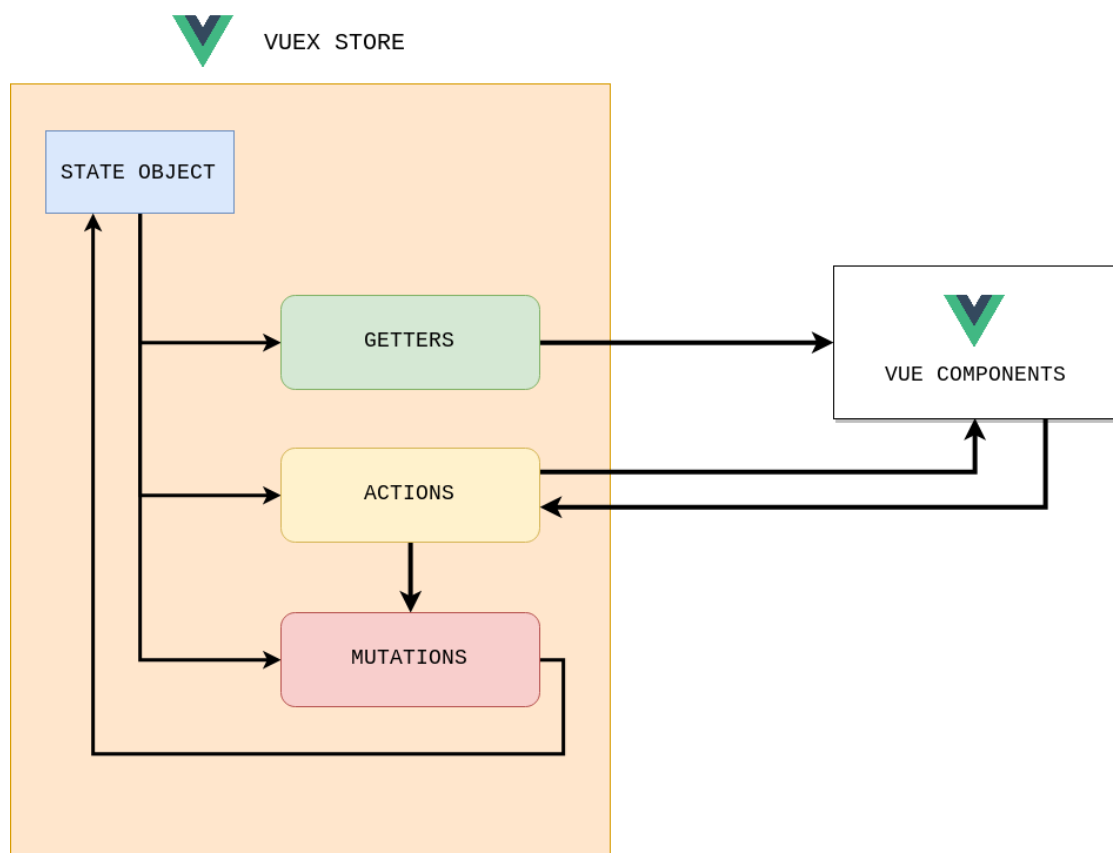 VUEX STORE
STATE OBJECT
GETTERS
VUE COMPONENTS
ACTIONS
MUTATIONS